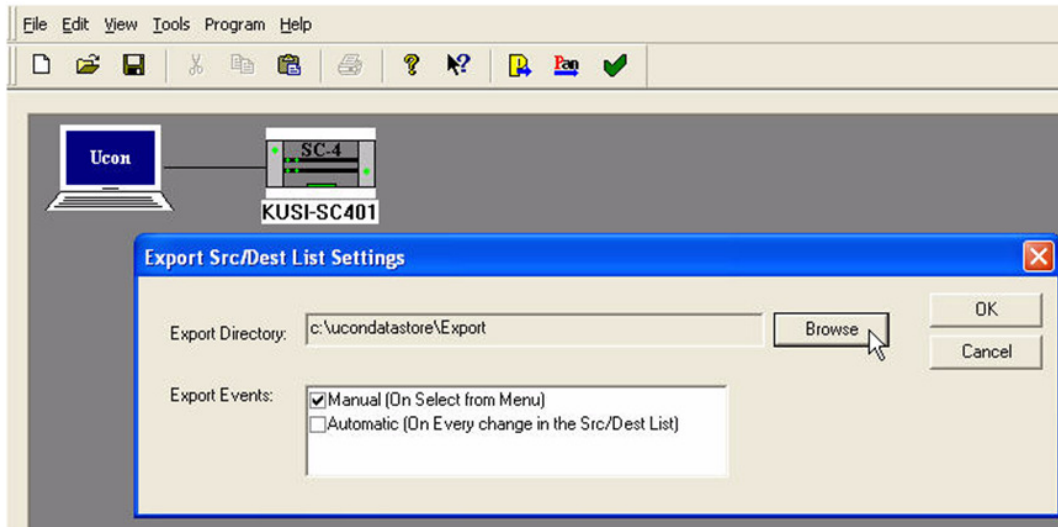 File Edit View Tools Program Help
Pan
Ucon
SC-4
KUSI-SC401
Export Src/Dest List Settings
Export Directory: c:\ucondatastore\Export Browse OK
Cancel
Export Events: Manual (On Select from Menu)
Automatic (On Every change in the Src/Dest List)